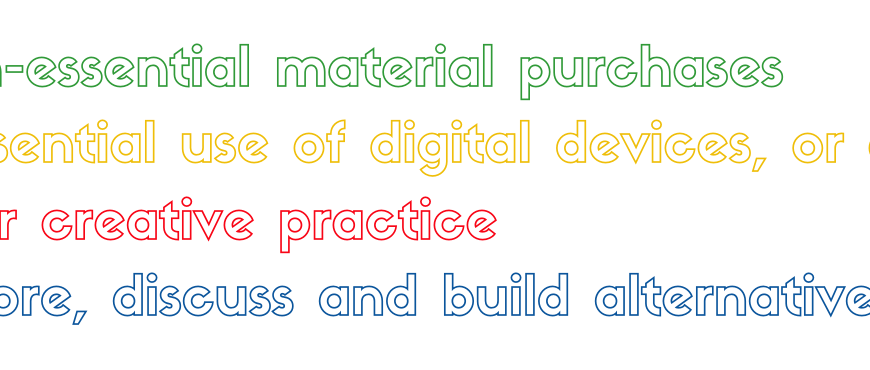 -essential material purchases
sential use of digital devices, or
r creative practice
ore, discuss and build alternative